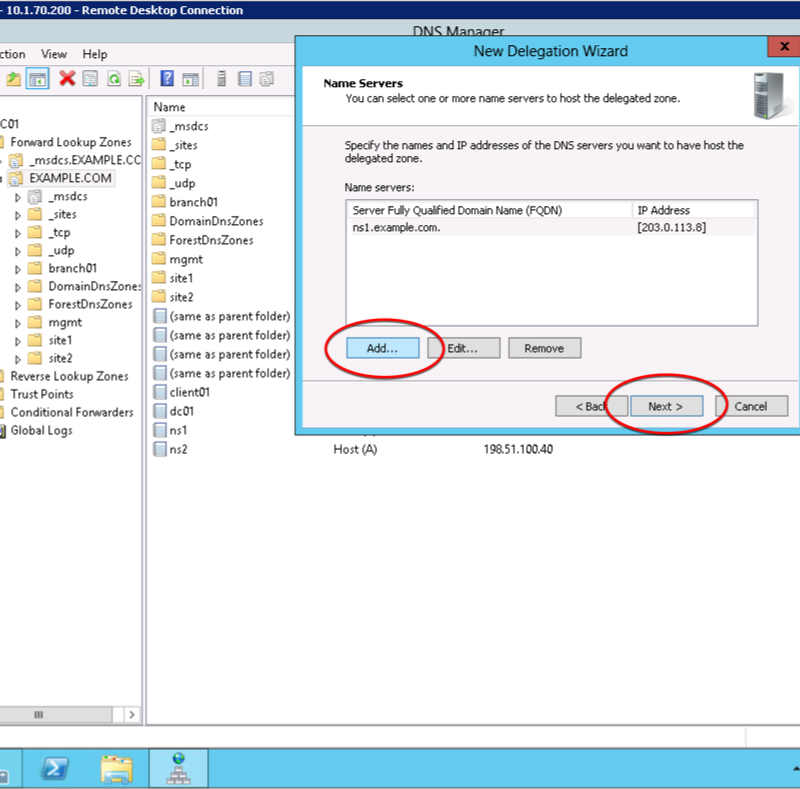 - 10.1.70.200 - Remote Desktop Connection
DNS Manager
ction View Help
C01
Forward Lookup Zones
_msdcs.EXAMPLE.CC
EXAMPLE.COM
_msdcs
_sites
_tcp
_udp
branch01
DomainDnsZones
ForestDnsZones
mgmt
site1
site2
Reverse Lookup Zones
Trust Points
Conditional Forwarders
Global Logs
Name
_msdcs
_sites
_tcp
_udp
branch01
DomainDnsZones
ForestDnsZones
mgmt
site1
site2
(same as parent folder)
(same as parent folder)
(same as parent folder)
(same as parent folder)
client01
dc01
ns1
ns2 Host (A) 198.51.100.40
New Delegation Wizard
x
Name Servers
You can select one or more name servers to host the delegated zone.
Specify the names and IP addresses of the DNS servers you want to have host the
delegated zone.
Name servers:
Server Fully Qualified Domain Name (FQDN) IP Address
ns1.example.com. [203.0.113.8]
Add... Edit... Remove
< Back Next > Cancel